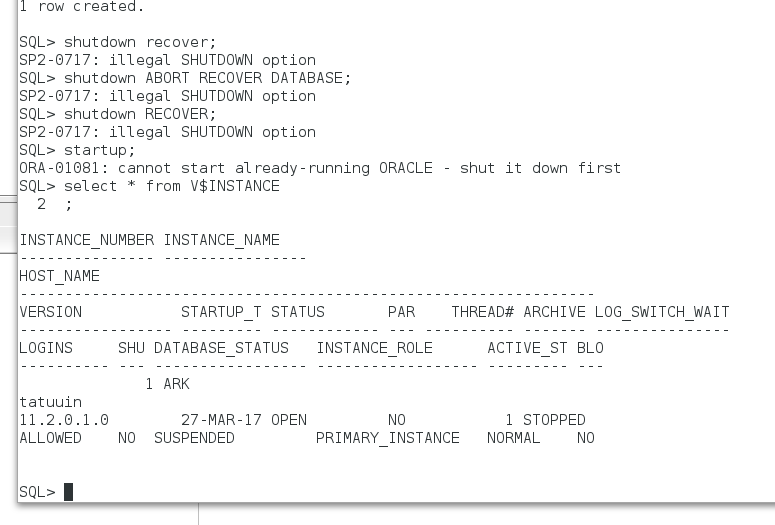 1 row created.
SQL> shutdown recover;
SP2-0717: illegal SHUTDOWN option
SQL> shutdown ABORT RECOVER DATABASE;
SP2-0717: illegal SHUTDOWN option
SQL> shutdown RECOVER;
SP2-0717: illegal SHUTDOWN option
SQL> startup;
ORA-01081: cannot start already-running ORACLE - shut it down first
SQL> select * from V$INSTANCE
  2  ;
INSTANCE_NUMBER INSTANCE_NAME
--------------- ----------------
HOST_NAME
----------------------------------------------------------------
VERSION           STARTUP_T STATUS       PAR    THREAD# ARCHIVE LOG_SWITCH_WAIT
----------------- --------- ------------ --- ---------- ------- ---------------
LOGINS     SHU DATABASE_STATUS   INSTANCE_ROLE      ACTIVE_ST BLO
---------- --- ----------------- ------------------ --------- ---
              1 ARK
tatuuin
11.2.0.1.0        27-MAR-17 OPEN         NO           1 STOPPED
ALLOWED    NO  SUSPENDED         PRIMARY_INSTANCE   NORMAL    NO
SQL>